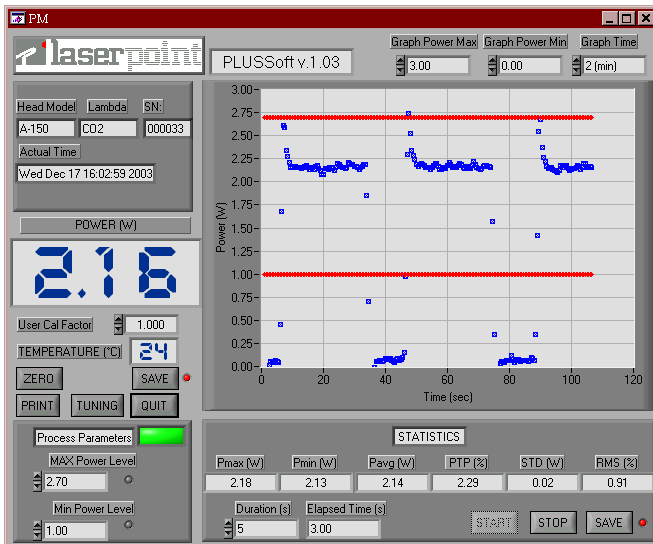 PM
laserpoint
PLUSSoft v.1.03
Graph Power Max Graph Power Min Graph Time
3.00 0.00 2 (min)
Head Model Lambda SN:
A-150 CO2 000033
Actual Time
Wed Dec 17 16:02:59 2003
POWER (W)
2.16
User Cal Factor 1.000
TEMPERATURE (°C) 24
ZERO SAVE
PRINT TUNING QUIT
Process Parameters
MAX Power Level
2.70
Min Power Level
1.00
Power (W)
3.00
2.75
2.50
2.25
2.00
1.75
1.50
1.25
1.00
0.75
0.50
0.25
0.00
0 20 40 60 80 100 120
Time (sec)
STATISTICS
Pmax (W) Pmin (W) Pavg (W) PTP (%) STD (W) RMS (%)
2.18 2.13 2.14 2.29 0.02 0.91
Duration (s) Elapsed Time (s)
5 3.00
START STOP SAVE